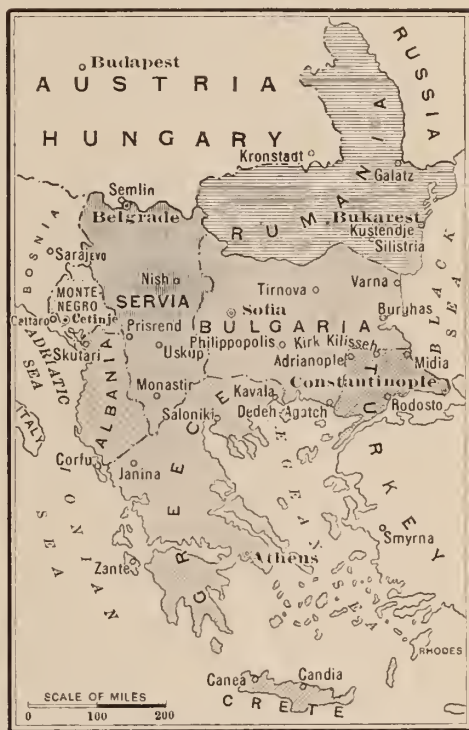 Budapest
AUSTRIA
HUNGARY
RUSSIA
Kronstadt
RUMANIA
Galatz
Semlin
Belgrade
Bukarest
Kustendje
Silistria
BOSNIA
Sarajevo
Nish
Tirnova
Varna
BLACK SEA
MONTE
NEGRO
SERVIA
Sofia
BULGARIA
Burghas
Cattaro
Cetinje
Prisrend
Philippopolis
Kirk Kilisseh
ADRIATIC
SEA
Skutari
Uskup
Adrianople
Midia
Constantinople
ALBANIA
Monastir
Kavala
Saloniki
Dedeh-Agatch
Rodosto
ITALY
Corfu
Janina
GREECE
AEGEAN SEA
TURKEY
IONIAN
SEA
Smyrna
Zante
Athens
RHODES
Canea
Candia
CRETE
SCALE OF MILES
0 100 200